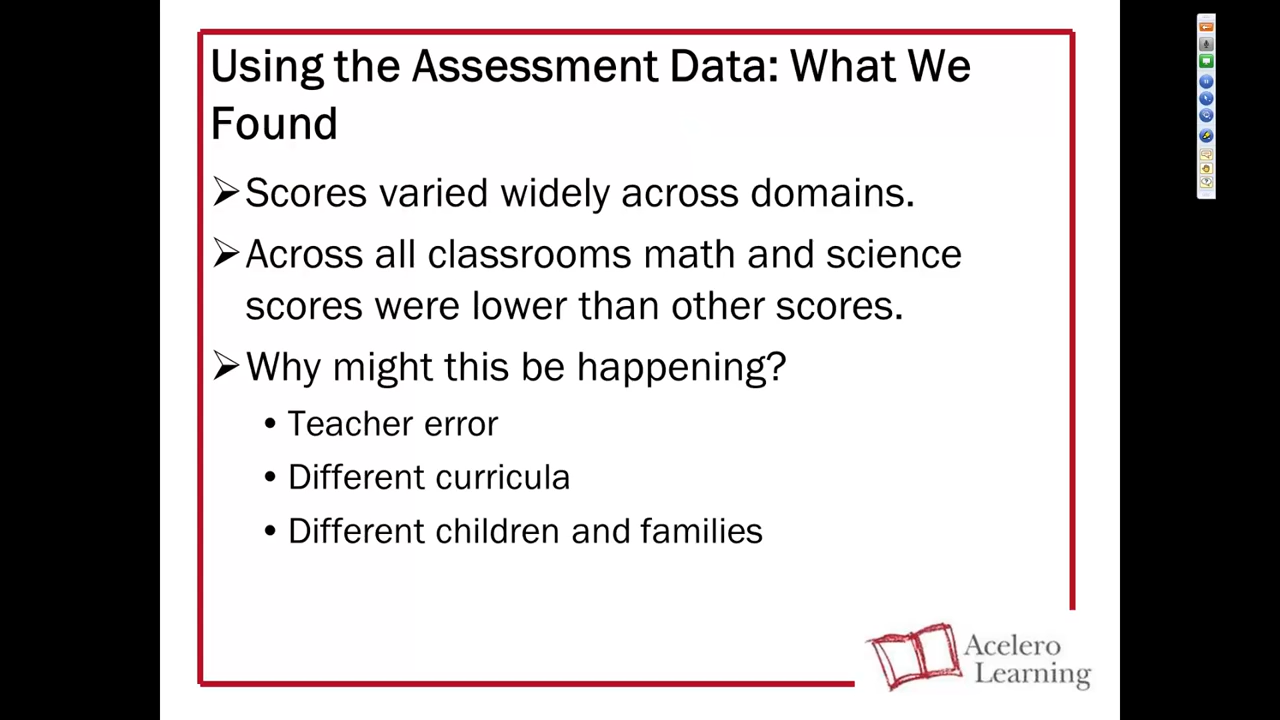 Using the Assessment Data: What We
Found
➢Scores varied widely across domains.
➢Across all classrooms math and science
scores were lower than other scores.
➢Why might this be happening?
• Teacher error
• Different curricula
• Different children and families
Acelero
Learning